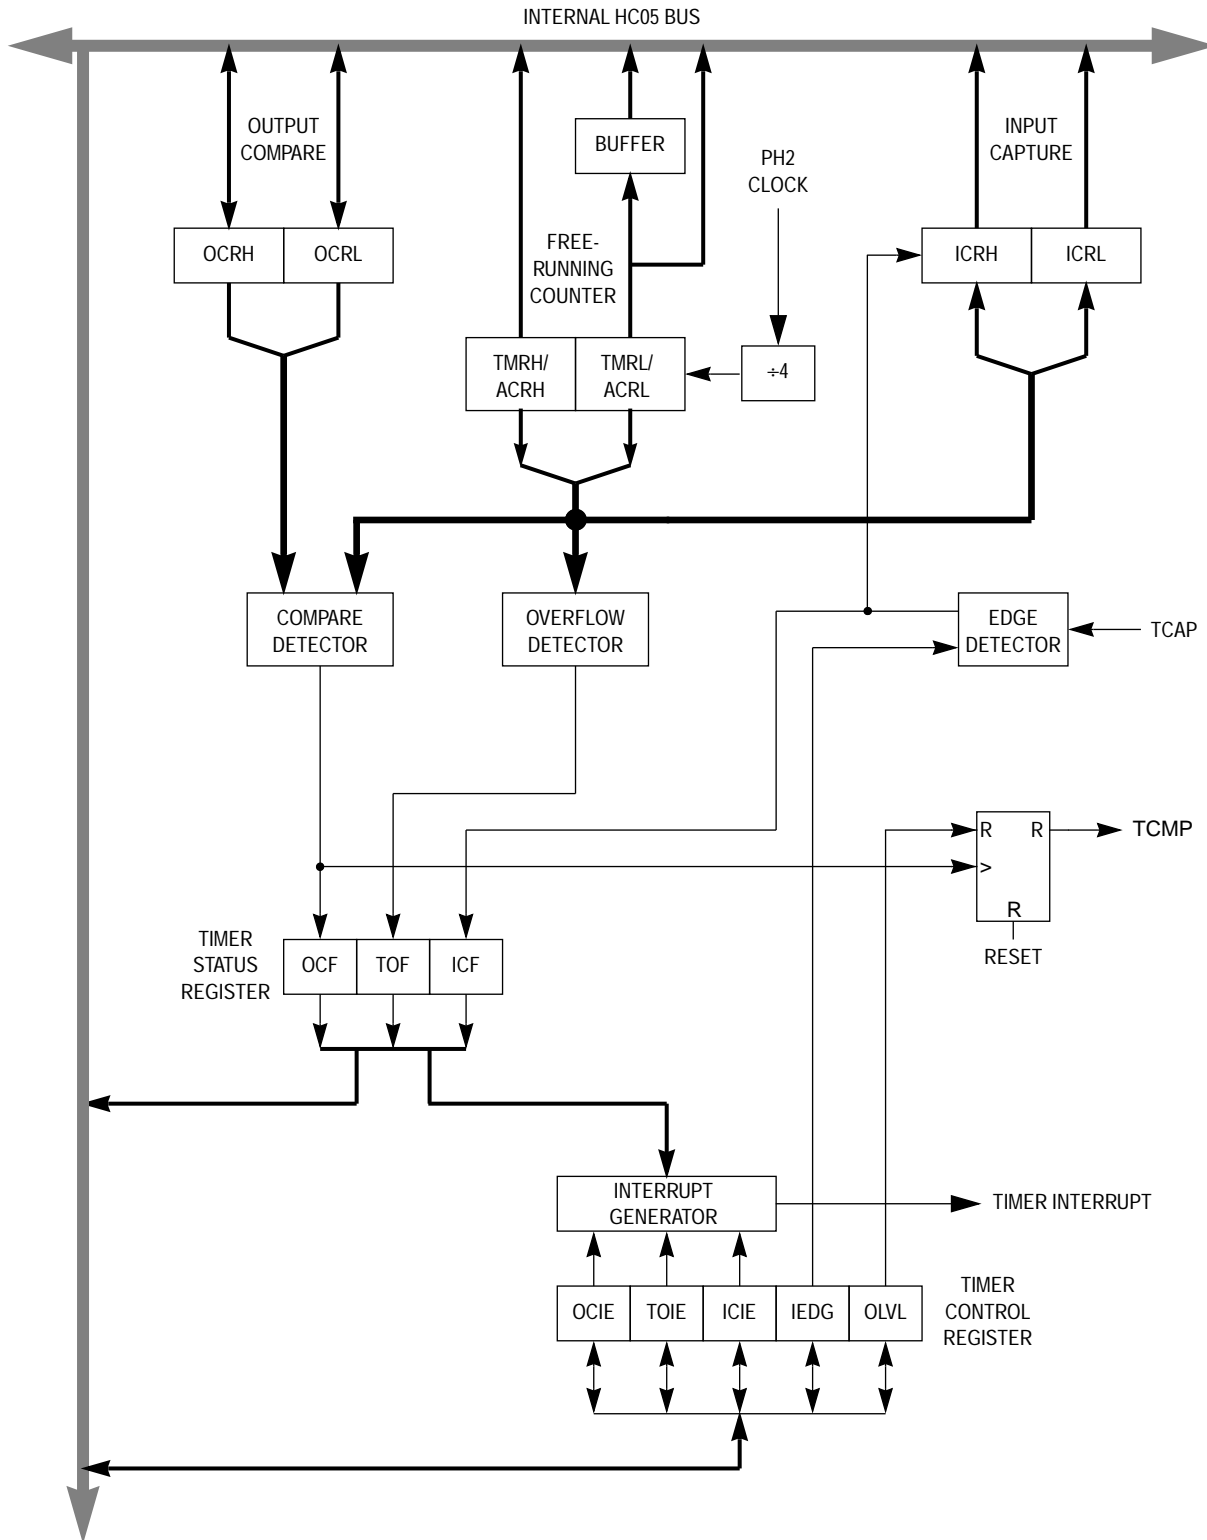 INTERNAL HC05 BUS
OUTPUT
COMPARE
BUFFER
PH2
CLOCK
INPUT
CAPTURE
OCRH
OCRL
FREE-
RUNNING
COUNTER
ICRH
ICRL
TMRH/
ACRH
TMRL/
ACRL
÷4
COMPARE
DETECTOR
OVERFLOW
DETECTOR
EDGE
DETECTOR
TCAP
R
R
>
R
TCMP
RESET
TIMER
STATUS
REGISTER
OCF
TOF
ICF
INTERRUPT
GENERATOR
TIMER INTERRUPT
OCIE
TOIE
ICIE
IEDG
OLVL
TIMER
CONTROL
REGISTER